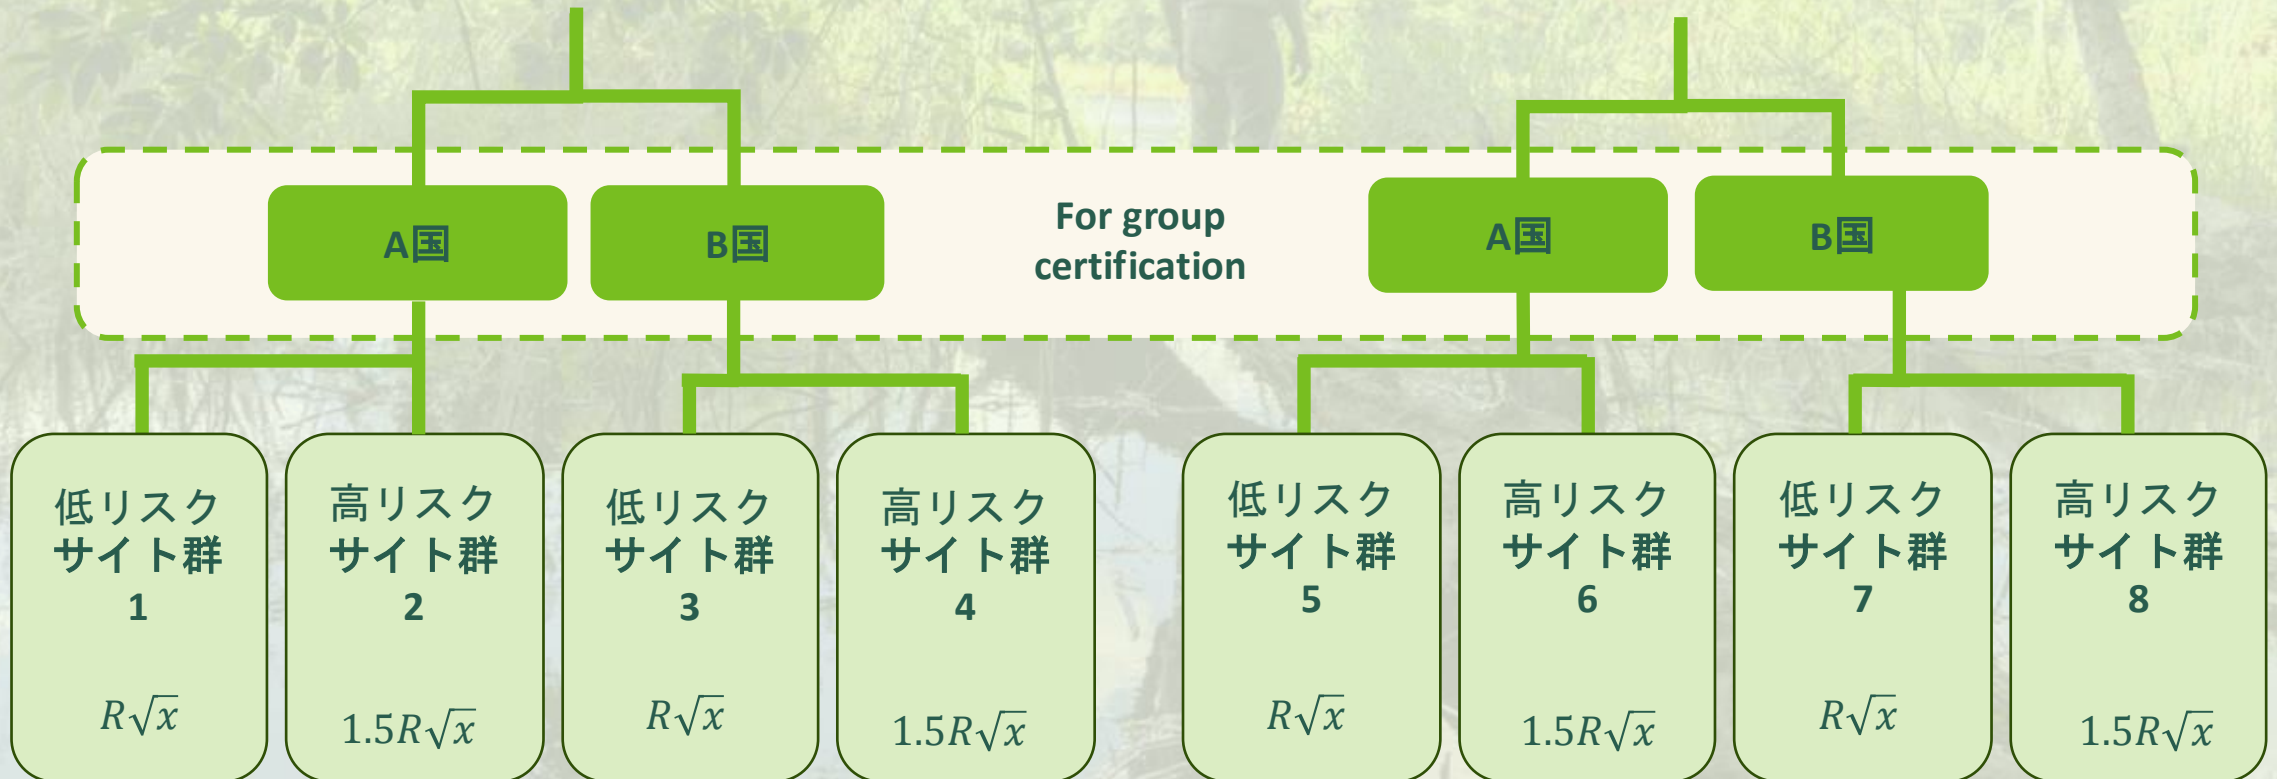 A国
B国
For group
certification
A国
B国
低リスク
サイト群
1
R√x
高リスク
サイト群
2
1.5R√x
低リスク
サイト群
3
R√x
高リスク
サイト群
4
1.5R√x
低リスク
サイト群
5
R√x
高リスク
サイト群
6
1.5R√x
低リスク
サイト群
7
R√x
高リスク
サイト群
8
1.5R√x